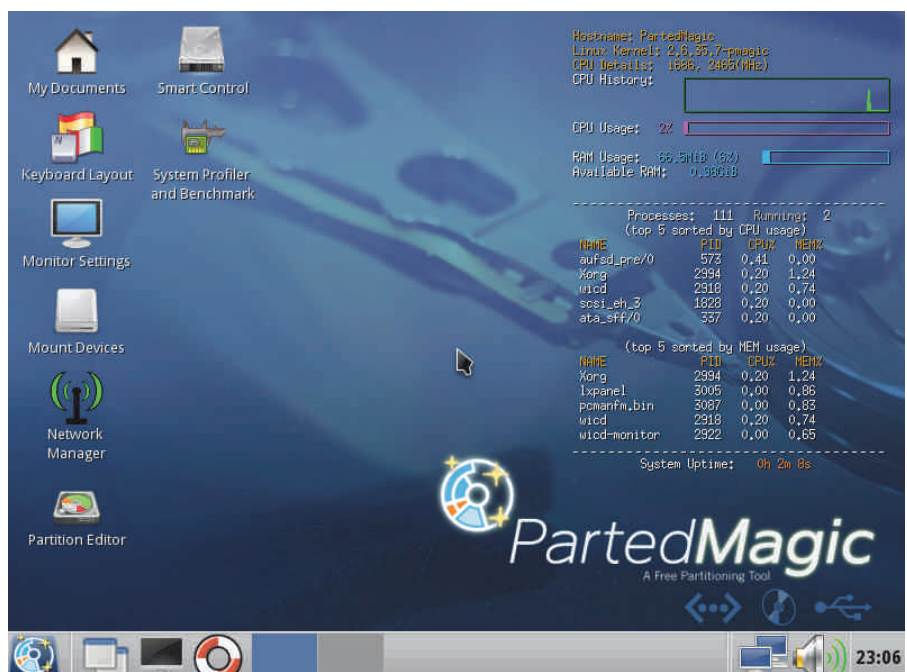 My Documents
Smart Control
Keyboard Layout
System Profiler
and Benchmark
Monitor Settings
Mount Devices
Network
Manager
Partition Editor
Hostname: PartedMagic
Linux Kernel: 2.6.35.7-pmagic
CPU Details: i686, 2465(MHz)
CPU History:
CPU Usage: 2%
RAM Usage: 66.5MiB (6%)
Available RAM: 0.98GiB
Processes: 111 Running: 2
(top 5 sorted by CPU usage)
NAME PID CPU% MEM%
aufsd_pre/0 573 0.41 0.00
Xorg 2994 0.20 1.24
wicd 2918 0.20 0.74
scsi_eh_3 1828 0.20 0.00
ata_sff/0 337 0.20 0.00
(top 5 sorted by MEM usage)
NAME PID CPU% MEM%
Xorg 2994 0.20 1.24
lxpanel 3005 0.00 0.86
pcmanfm.bin 3087 0.00 0.83
wicd 2918 0.20 0.74
wicd-monitor 2922 0.00 0.65
System Uptime: 0h 2m 8s
PartedMagic
A Free Partitioning Tool
23:06